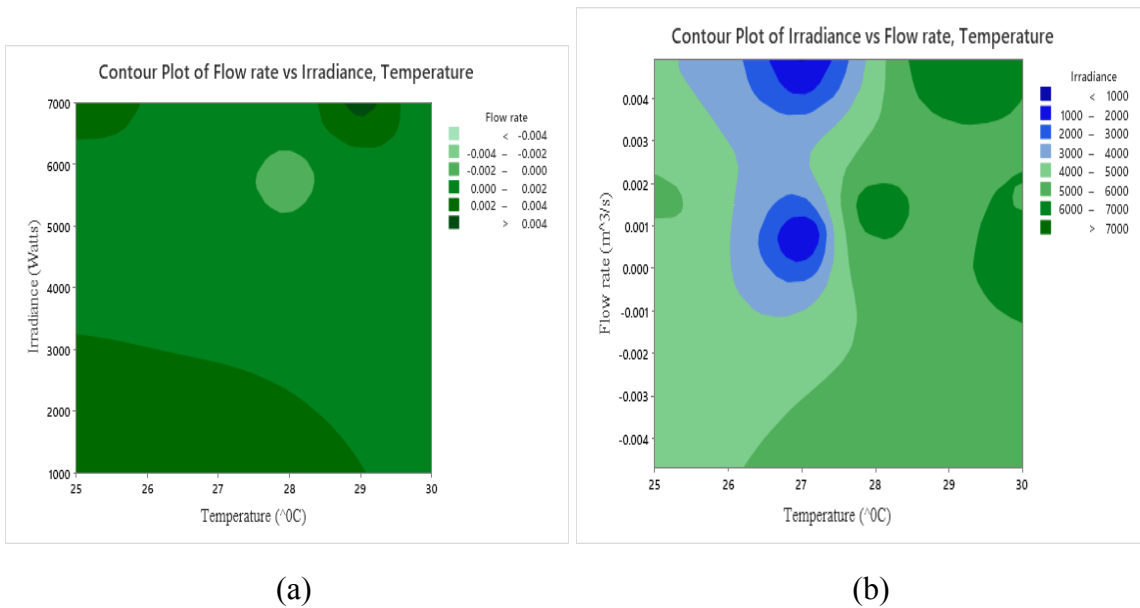 Contour Plot of Flow rate vs Irradiance, Temperature
Flow rate
< -0.004
-0.004 – -0.002
-0.002 – 0.000
0.000 – 0.002
0.002 – 0.004
> 0.004
7000
6000
5000
4000
3000
2000
1000
Irradiance (Watts)
25 26 27 28 29 30
Temperature (^0C)
(a)
Contour Plot of Irradiance vs Flow rate, Temperature
Irradiance
< 1000
1000 – 2000
2000 – 3000
3000 – 4000
4000 – 5000
5000 – 6000
6000 – 7000
> 7000
0.004
0.003
0.002
0.001
0.000
-0.001
-0.002
-0.003
-0.004
Flow rate (m^3/s)
25 26 27 28 29 30
Temperature (^0C)
(b)